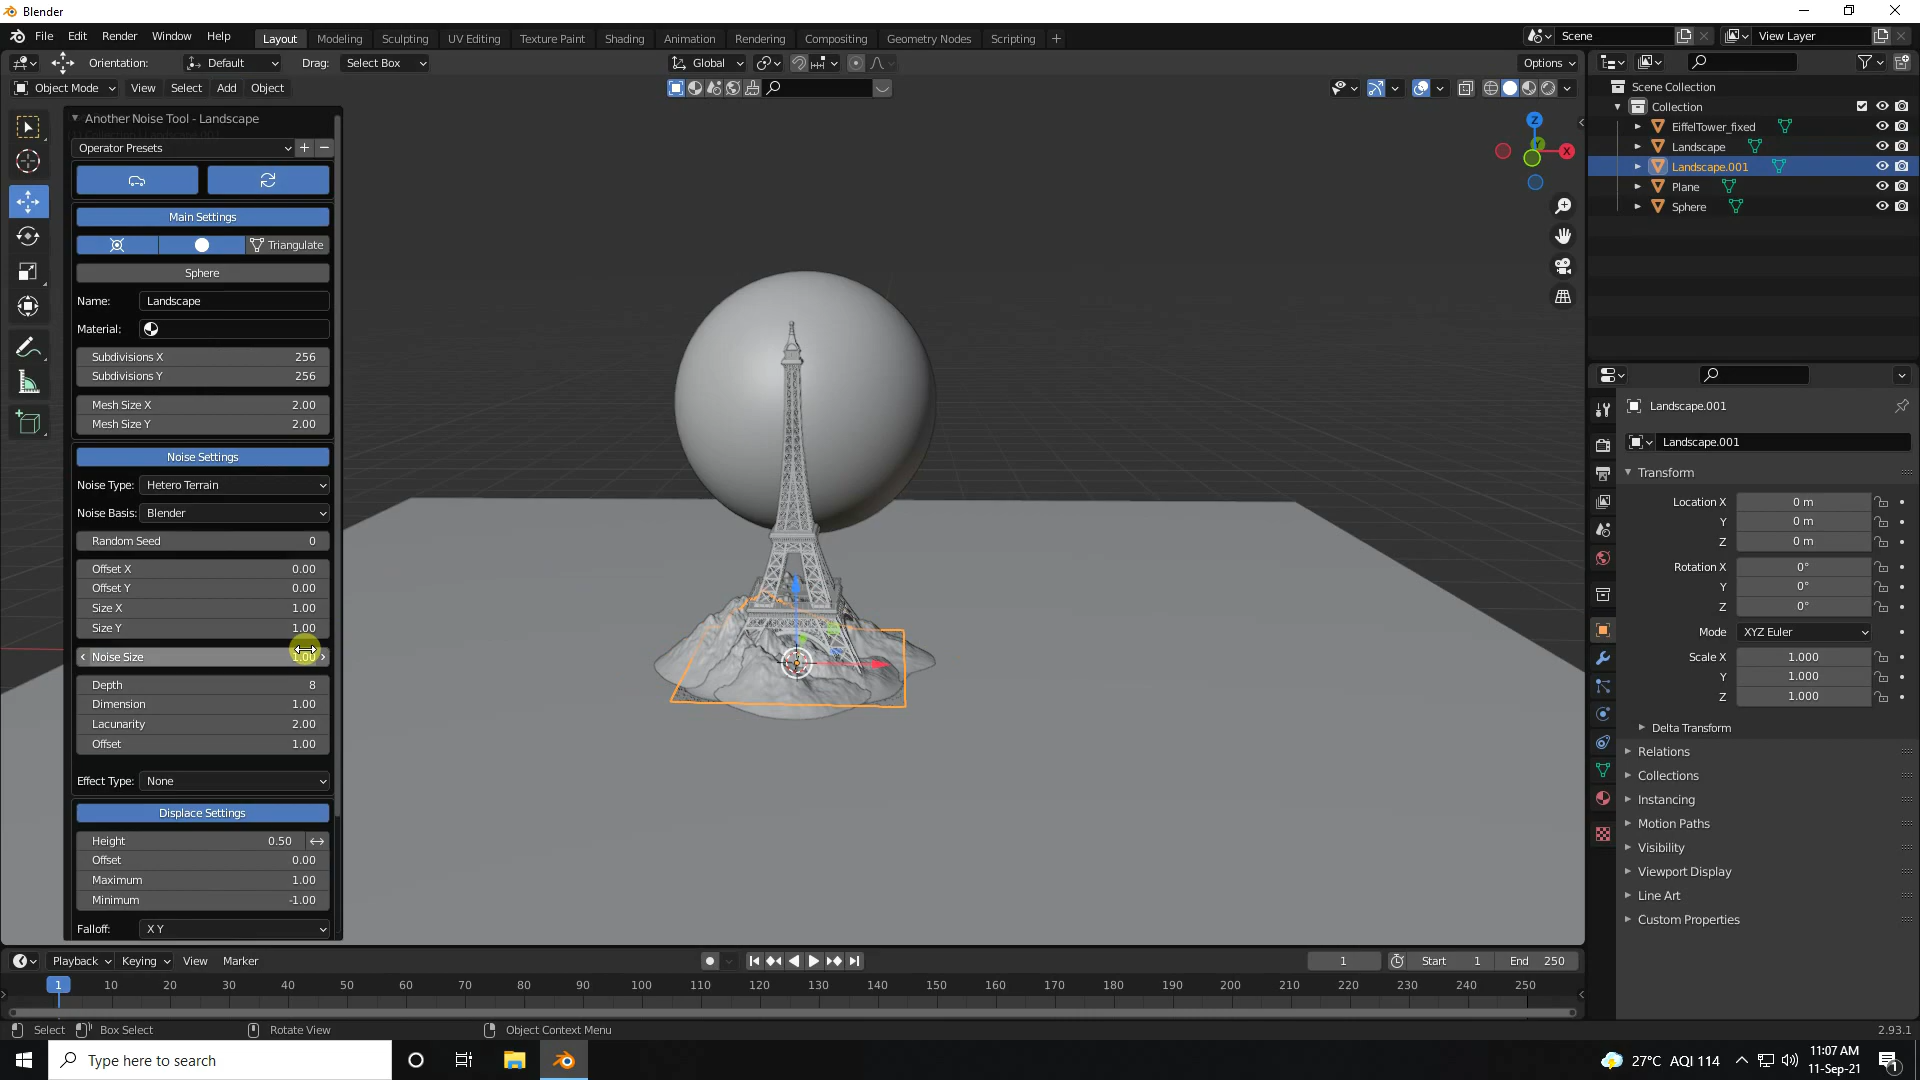 Blender
File Edit Render Window Help Layout Modeling Sculpting UV Editing Texture Paint Shading Animation Rendering Compositing Geometry Nodes Scripting + Scene View Layer
Orientation: Default Drag: Select Box Global Options
Object Mode View Select Add Object
Another Noise Tool - Landscape
Operator Presets
Main Settings
Triangulate
Sphere
Name: Landscape
Material:
Subdivisions X 256
Subdivisions Y 256
Mesh Size X 2.00
Mesh Size Y 2.00
Noise Settings
Noise Type: Hetero Terrain
Noise Basis: Blender
Random Seed 0
Offset X 0.00
Offset Y 0.00
Size X 1.00
Size Y 1.00
Noise Size 1.00
Depth 8
Dimension 1.00
Lacunarity 2.00
Offset 1.00
Effect Type: None
Displace Settings
Height 0.50
Offset 0.00
Maximum 1.00
Minimum -1.00
Falloff: X Y
Z
X
Scene Collection
Collection
EiffelTower_fixed
Landscape
Landscape.001
Plane
Sphere
Landscape.001
Landscape.001
Transform
Location X 0 m
Y 0 m
Z 0 m
Rotation X 0°
Y 0°
Z 0°
Mode XYZ Euler
Scale X 1.000
Y 1.000
Z 1.000
Delta Transform
Relations
Collections
Instancing
Motion Paths
Visibility
Viewport Display
Line Art
Custom Properties
Playback Keying View Marker 1 Start 1 End 250
1 10 20 30 40 50 60 70 80 90 100 110 120 130 140 150 160 170 180 190 200 210 220 230 240 250
Select Box Select Rotate View Object Context Menu 2.93.1
Type here to search 27°C AQI 114 11:07 AM
11-Sep-21 1